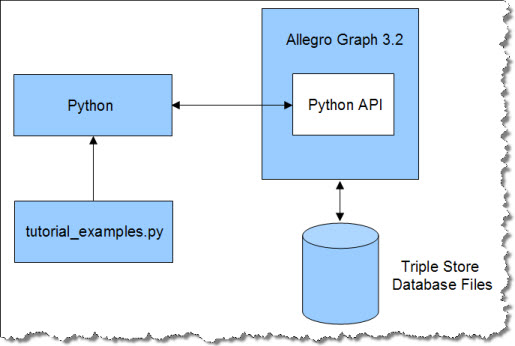 Allegro Graph 3.2
Python
Python API
tutorial_examples.py
Triple Store
Database Files